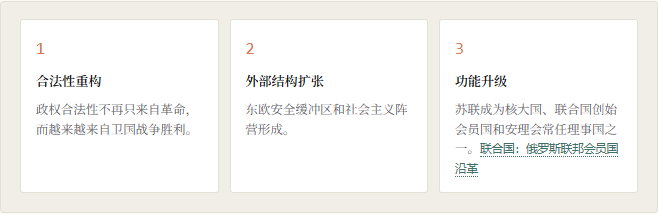 1
合法性重构
政权合法性不再只来自革命，
而越来越来自卫国战争胜利。
2
外部结构扩张
东欧安全缓冲区和社会主义阵
营形成。
3
功能升级
苏联成为核大国、联合国创始
会员国和安理会常任理事国之
一。联合国：俄罗斯联邦会员国
沿革